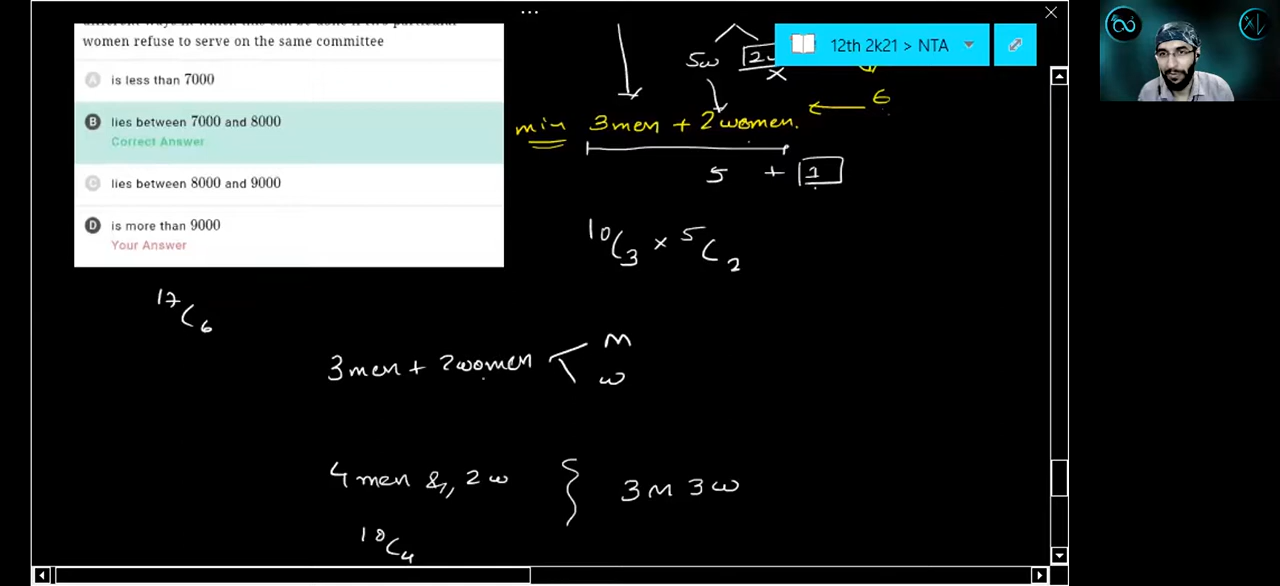 women refuse to serve on the same committee
A is less than 7000
B lies between 7000 and 8000
Correct Answer
C lies between 8000 and 9000
D is more than 9000
Your Answer
12th 2k21 > NTA
5w
min 3men + 2women. ← 6
5 + 1
¹⁰C₃ × ⁵C₂
¹⁷C₆
3men + 2women < M
w
4 men &, 2w } 3M 3w
¹⁰C₄